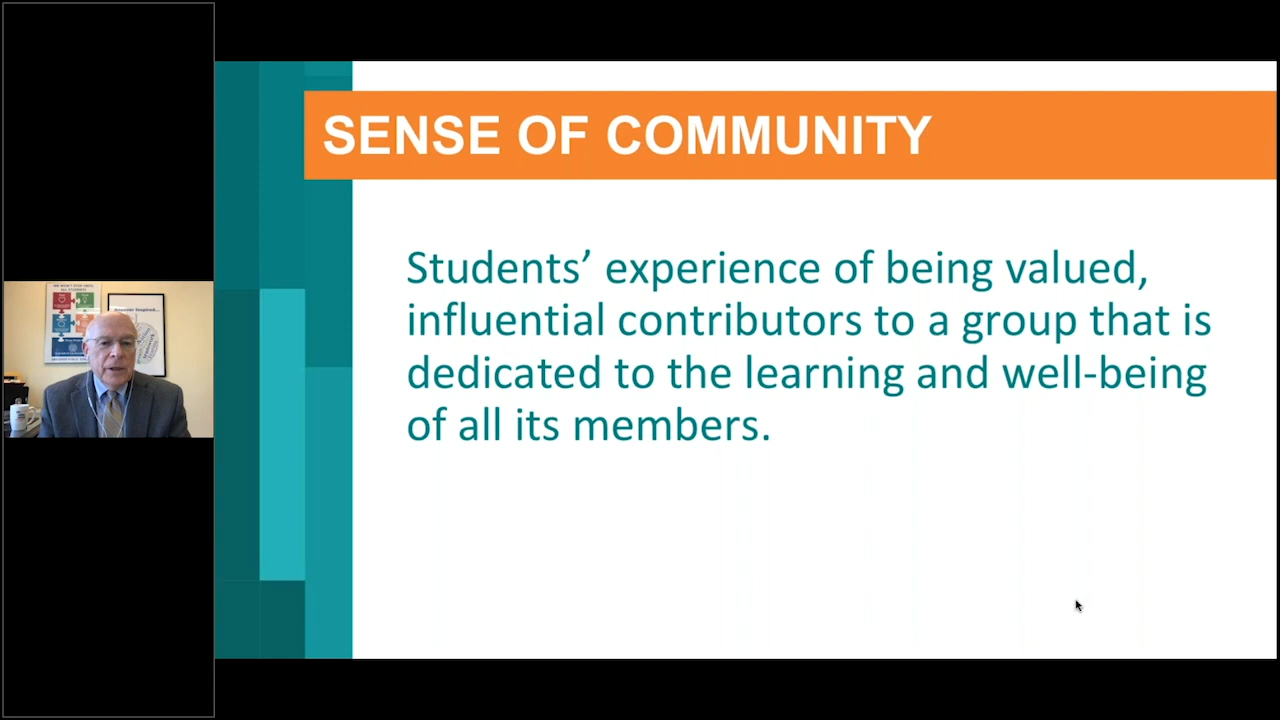 SENSE OF COMMUNITY
Students’ experience of being valued,
influential contributors to a group that is
dedicated to the learning and well-being
of all its members.